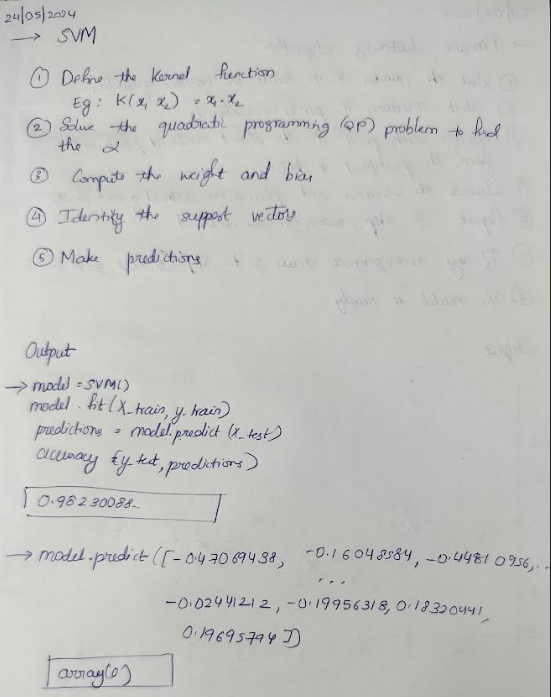 24/05/2024
→ SVM
① Define the kernel function
Eg: K(x₁ x₂) = x₁.x₂
② Solve the quadratic programming (QP) problem to find
the α
③ Compute the weight and bias
④ Identify the support vectors
⑤ Make predictions
Output
→ model = SVM()
model.fit(X_train, y_train)
predictions = model.predict(x_test)
accuracy (y_test, predictions)
0.98230088..
→ model.predict([-0.47069438, -0.16048584, -0.44810956,..
...
-0.02441212, -0.19956318, 0.18320441,
0.19695794])
array(0)